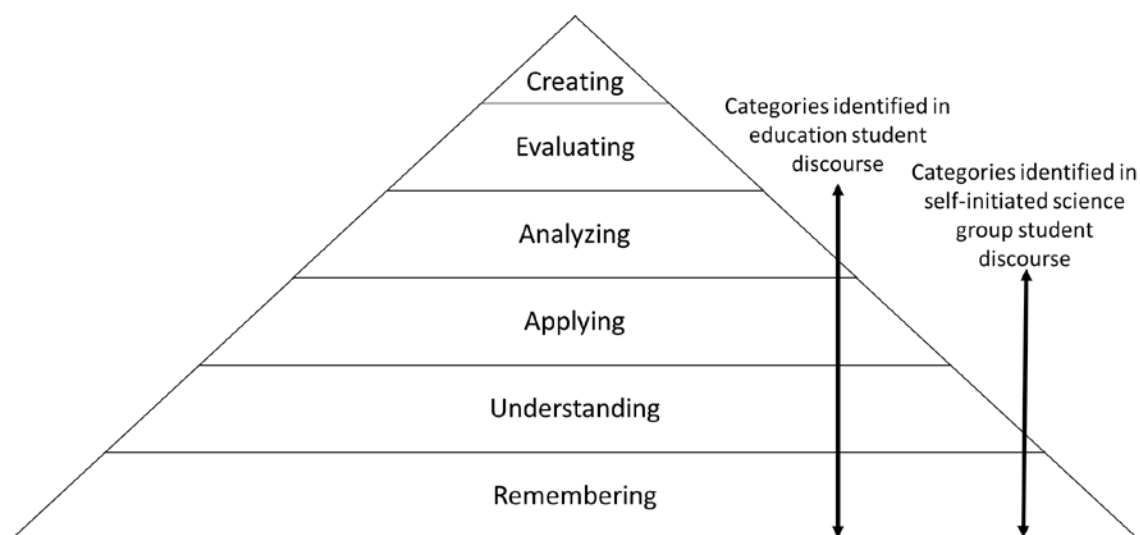 Creating
Evaluating
Analyzing
Applying
Understanding
Remembering
Categories identified in
education student
discourse
Categories identified in
self-initiated science
group student
discourse